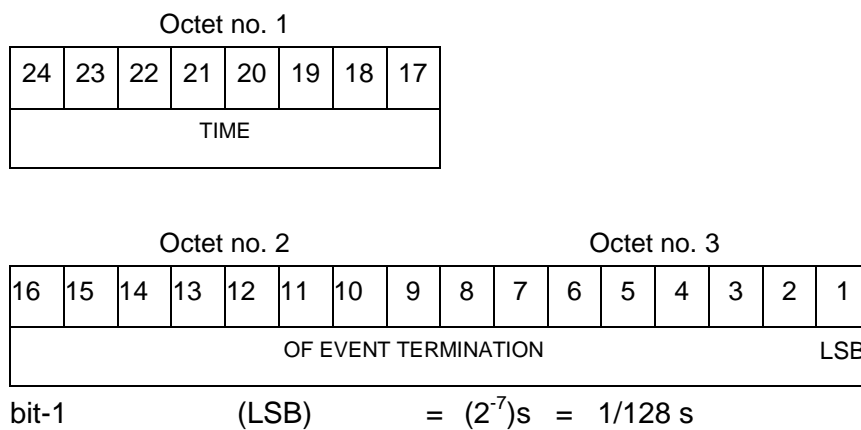 Octet no. 1
24 23 22 21 20 19 18 17
TIME
Octet no. 2 Octet no. 3
16 15 14 13 12 11 10 9 8 7 6 5 4 3 2 1
OF EVENT TERMINATION LSB
bit-1 (LSB) = (2⁻⁷)s = 1/128 s